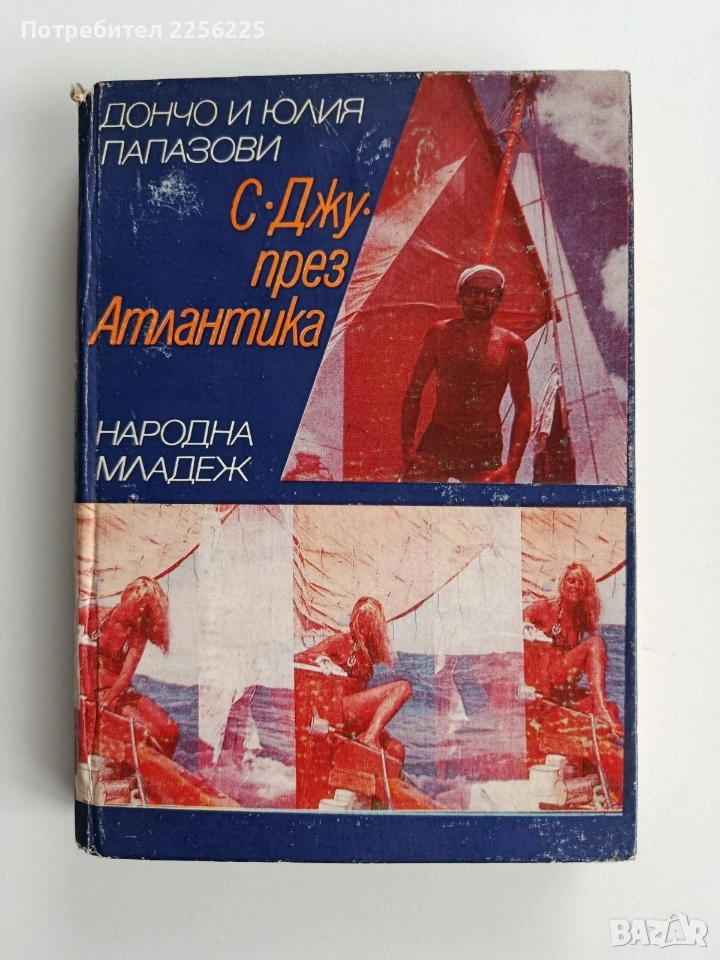 Потребител 2256225
ДОНЧО И ЮЛИЯ
ПАПАЗОВИ
С·Джу·
през
Атлантика
НАРОДНА
МЛАДЕЖ
BAZAR